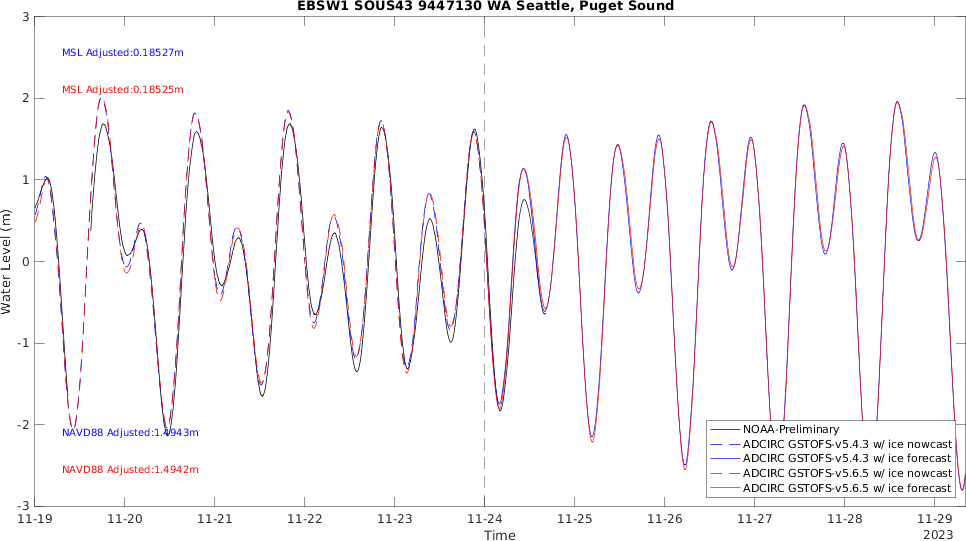 EBSW1 SOUS43 9447130 WA Seattle, Puget Sound
3
MSL Adjusted:0.18527m
MSL Adjusted:0.18525m
2
1
0
-1
-2
-3
Water Level (m)
NAVD88 Adjusted:1.4943m
NAVD88 Adjusted:1.4942m
NOAA-Preliminary
ADCIRC GSTOFS-v5.4.3 w/ ice nowcast
ADCIRC GSTOFS-v5.4.3 w/ ice forecast
ADCIRC GSTOFS-v5.6.5 w/ ice nowcast
ADCIRC GSTOFS-v5.6.5 w/ ice forecast
11-19 11-20 11-21 11-22 11-23 11-24 11-25 11-26 11-27 11-28 11-29
Time
2023